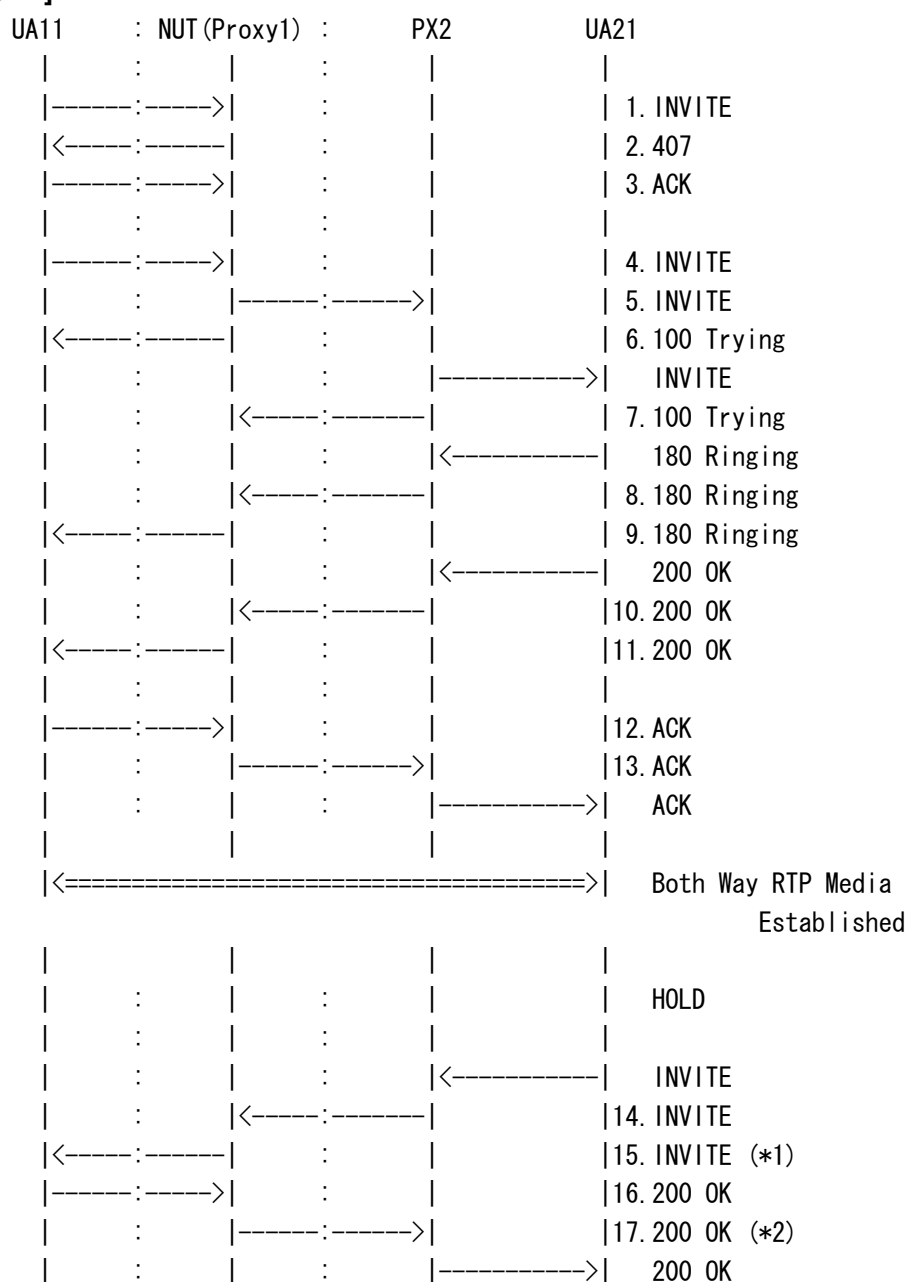 UA11 : NUT(Proxy1) : PX2 UA21
| : | : | |
|------:----->| : | | 1.INVITE
|<-----:------| : | | 2.407
|------:----->| : | | 3.ACK
| : | : | |
|------:----->| : | | 4.INVITE
| : |------:------>| | 5.INVITE
|<-----:------| : | | 6.100 Trying
| : | : |----------->| INVITE
| : |<-----:-------| | 7.100 Trying
| : | : |<-----------| 180 Ringing
| : |<-----:-------| | 8.180 Ringing
|<-----:------| : | | 9.180 Ringing
| : | : |<-----------| 200 OK
| : |<-----:-------| |10.200 OK
|<-----:------| : | |11.200 OK
| : | : | |
|------:----->| : | |12.ACK
| : |------:------>| |13.ACK
| : | : |----------->| ACK
| | | |
|<=======================================>| Both Way RTP Media
Established
| | | |
| : | : | | HOLD
| : | : | |
| : | : |<-----------| INVITE
| : |<-----:-------| |14.INVITE
|<-----:------| : | |15.INVITE (*1)
|------:----->| : | |16.200 OK
| : |------:------>| |17.200 OK (*2)
| : | : |----------->| 200 OK